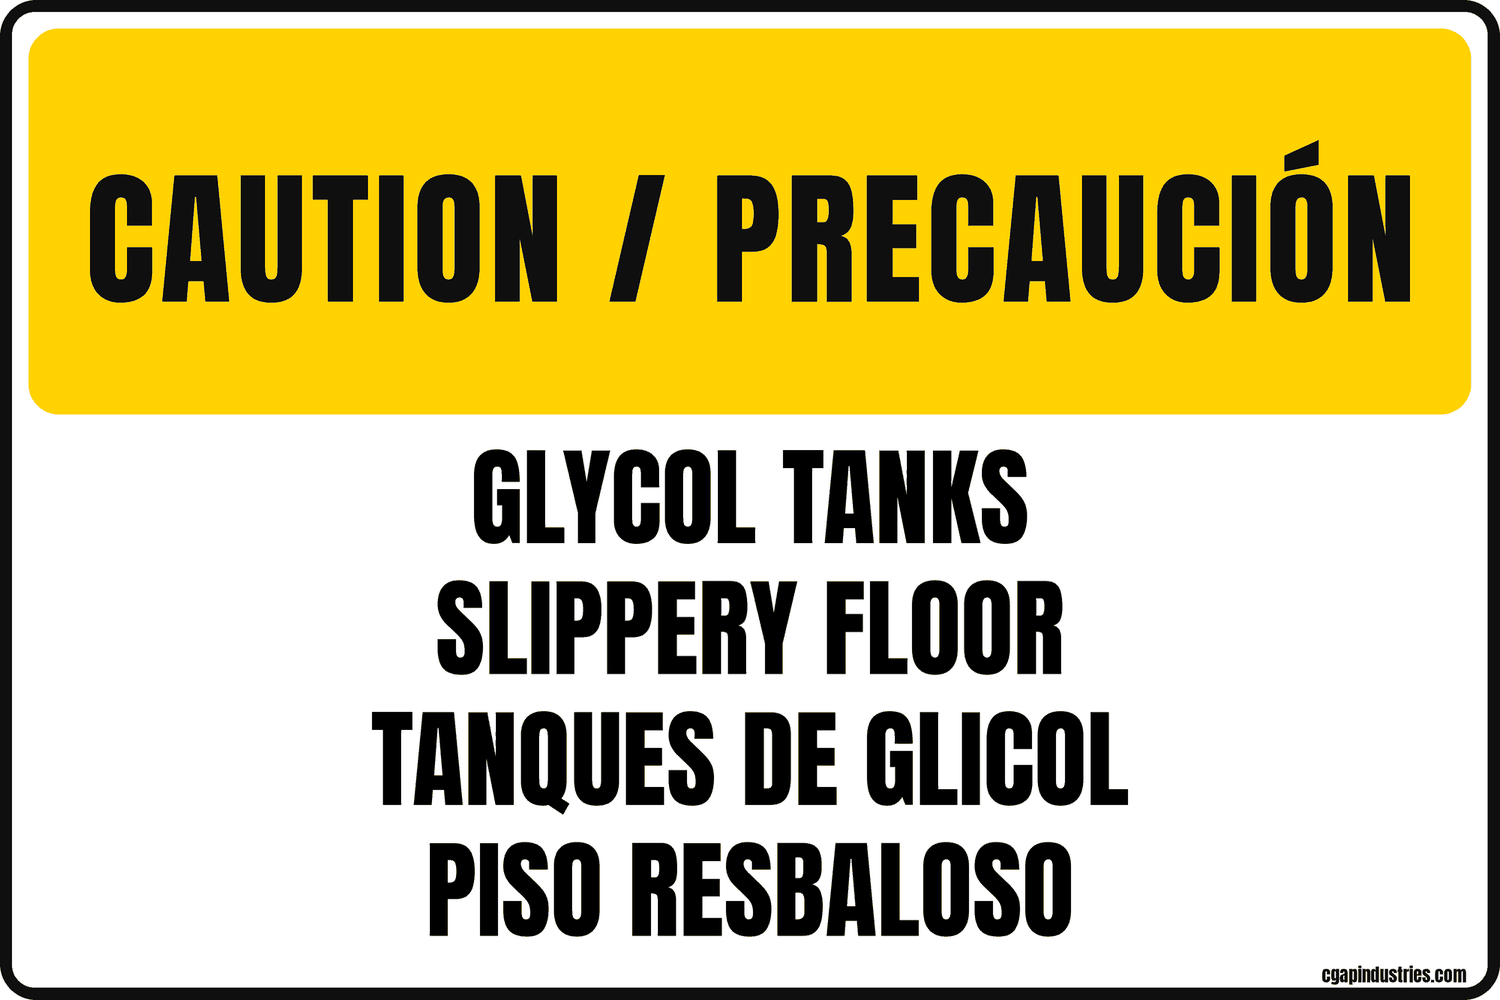 CAUTION / PRECAUCIÓN
GLYCOL TANKS
SLIPPERY FLOOR
TANQUES DE GLICOL
PISO RESBALOSO
cgapindustries.com